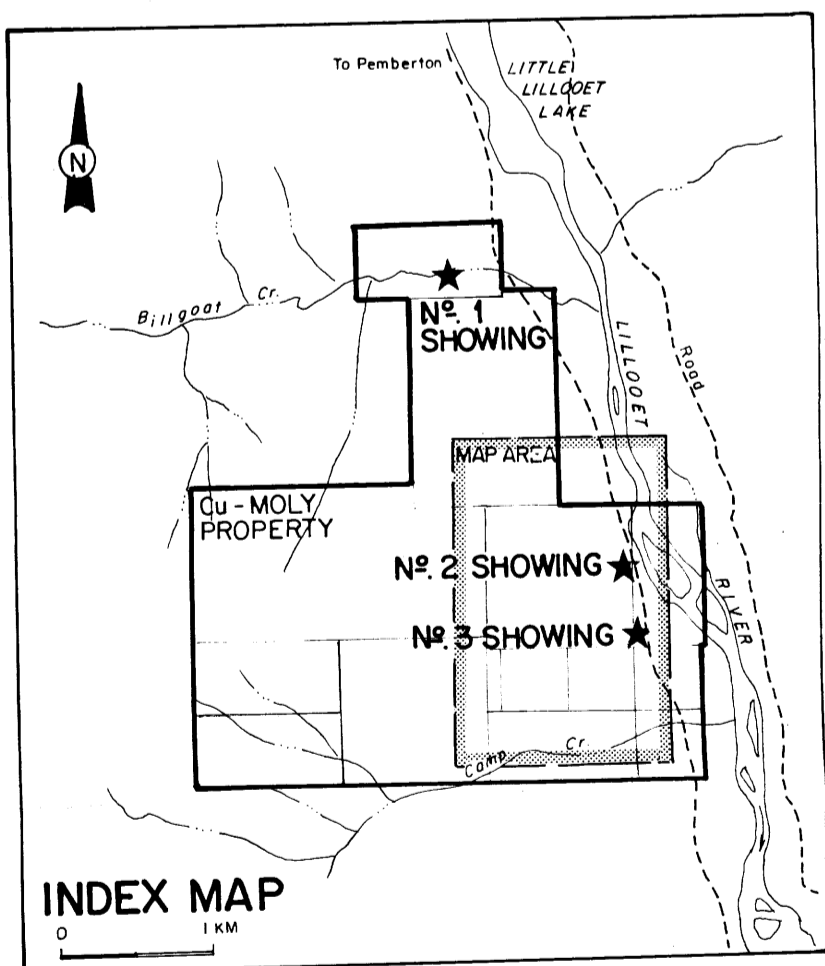 To Pemberton
LITTLE
LILLOOET
LAKE
N
Billgoat Cr.
Nº. 1
SHOWING
LILLOOET
Road
MAP AREA
Cu - MOLY
PROPERTY
Nº. 2 SHOWING
RIVER
Nº. 3 SHOWING
Camp Cr
INDEX MAP
0 1 KM